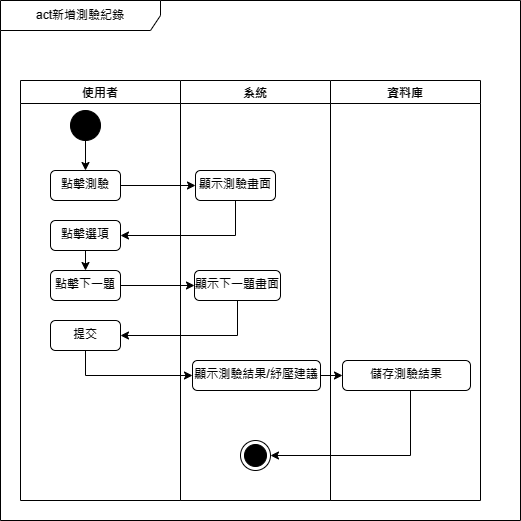 act新增測驗紀錄
使用者
系統
資料庫
點擊測驗
顯示測驗畫面
點擊選項
點擊下一題
顯示下一題畫面
提交
顯示測驗結果/紓壓建議
儲存測驗結果